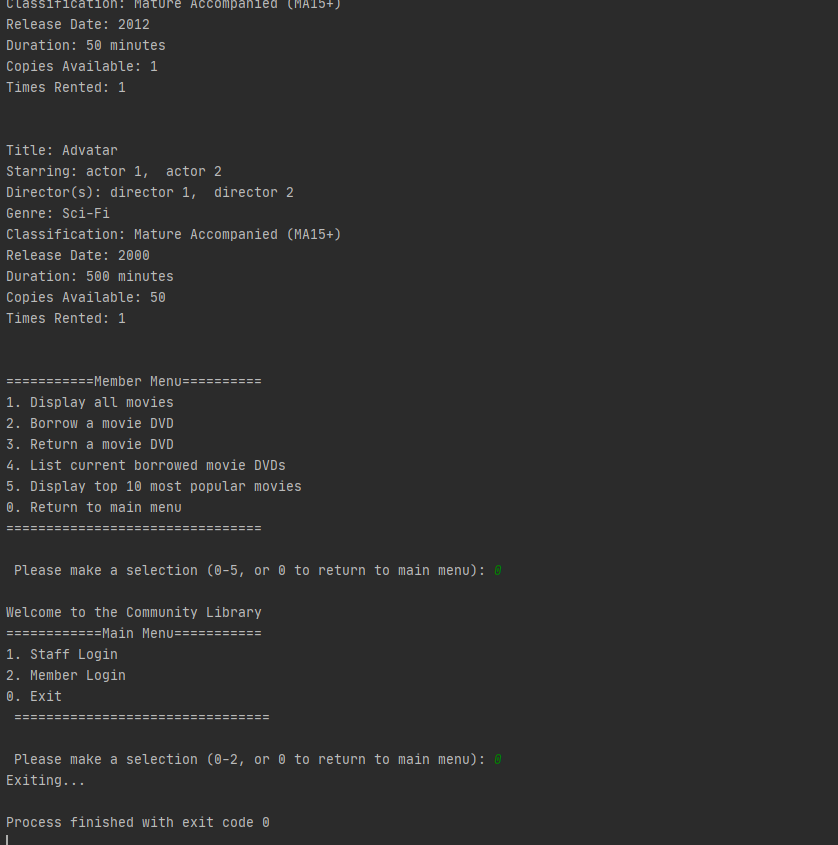 Classification: Mature Accompanied (MA15+)
Release Date: 2012
Duration: 50 minutes
Copies Available: 1
Times Rented: 1
Title: Advatar
Starring: actor 1,  actor 2
Director(s): director 1,  director 2
Genre: Sci-Fi
Classification: Mature Accompanied (MA15+)
Release Date: 2000
Duration: 500 minutes
Copies Available: 50
Times Rented: 1
===========Member Menu==========
1. Display all movies
2. Borrow a movie DVD
3. Return a movie DVD
4. List current borrowed movie DVDs
5. Display top 10 most popular movies
0. Return to main menu
================================
 Please make a selection (0-5, or 0 to return to main menu): 0
Welcome to the Community Library
============Main Menu===========
1. Staff Login
2. Member Login
0. Exit
 ================================
 Please make a selection (0-2, or 0 to return to main menu): 0
Exiting...
Process finished with exit code 0